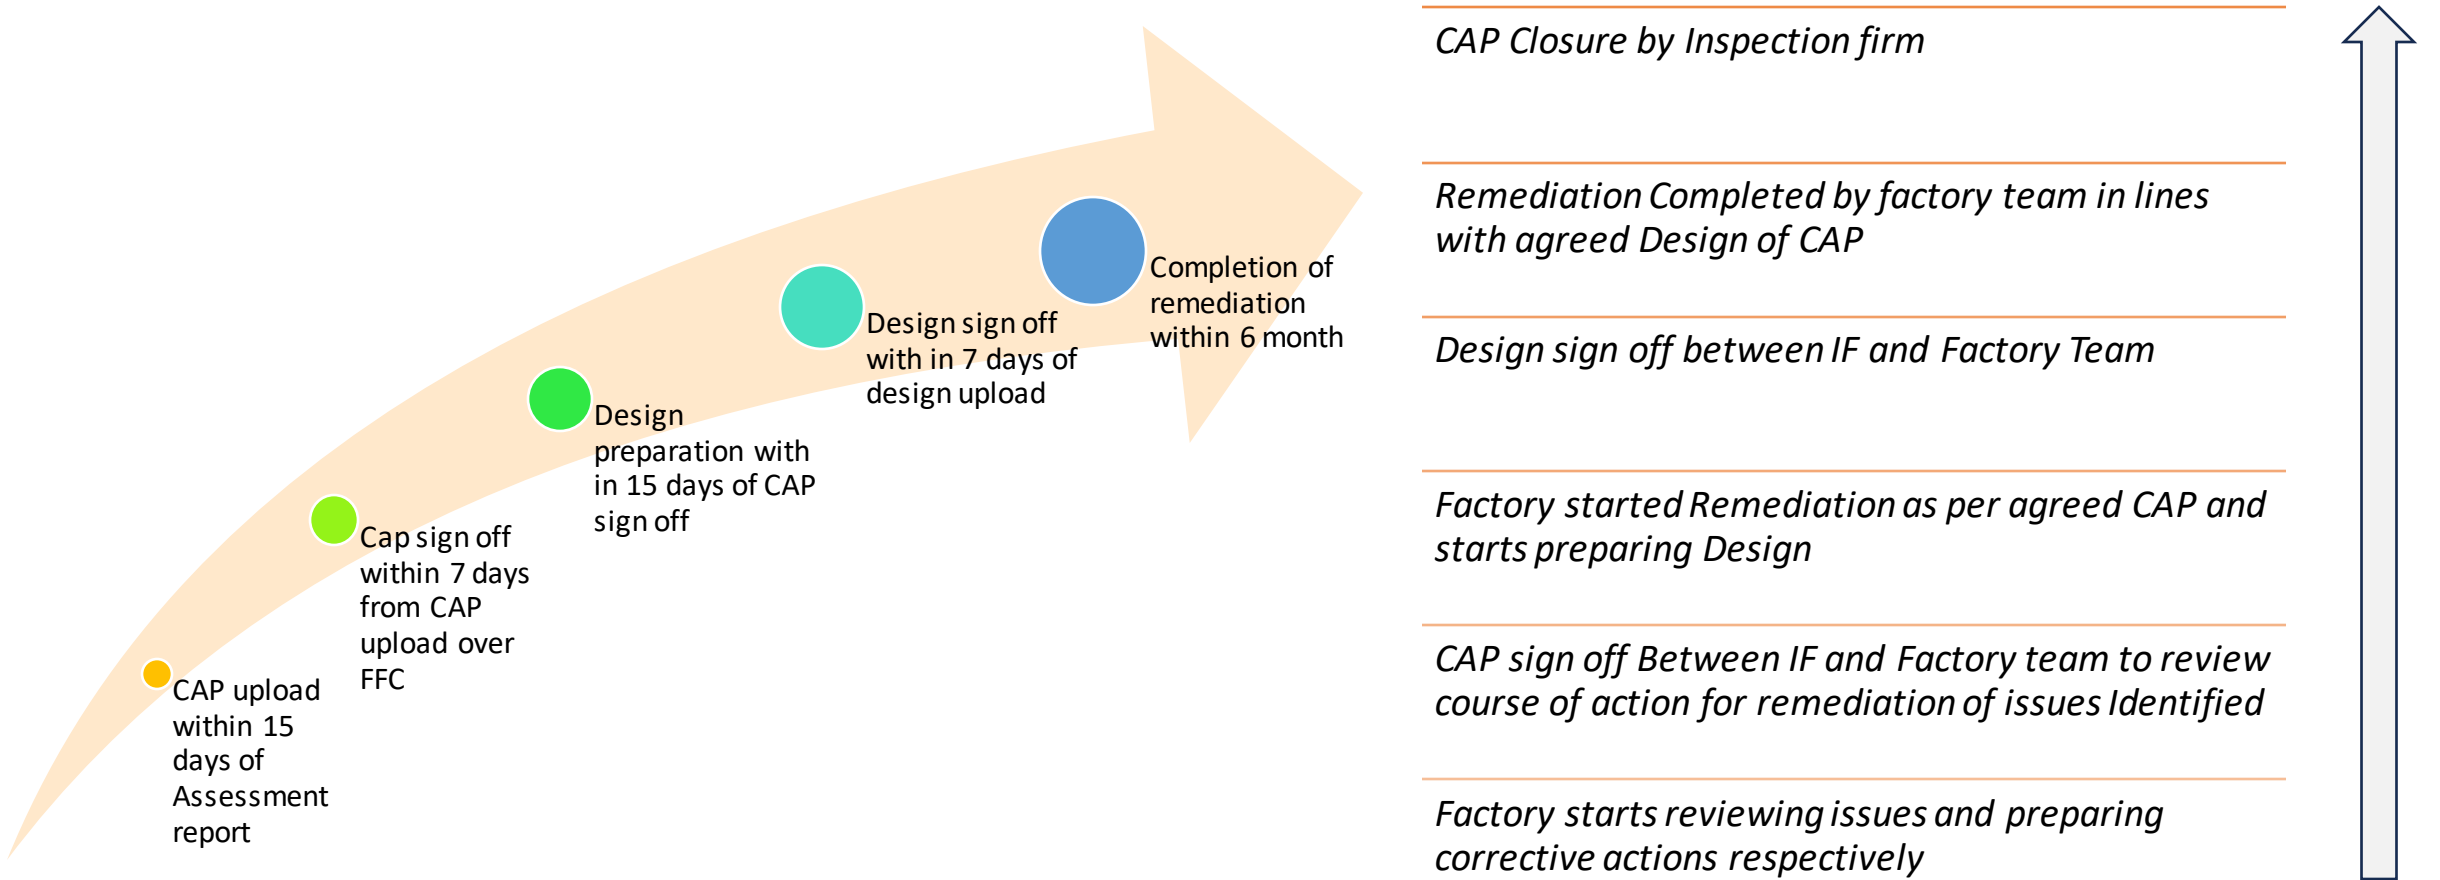 CAP upload
within 15
days of
Assessment
report
Cap sign off
within 7 days
from CAP
upload over
FFC
Design
preparation with
in 15 days of CAP
sign off
Design sign off
with in 7 days of
design upload
Completion of
remediation
within 6 month
CAP Closure by Inspection firm
Remediation Completed by factory team in lines
with agreed Design of CAP
Design sign off between IF and Factory Team
Factory started Remediation as per agreed CAP and
starts preparing Design
CAP sign off Between IF and Factory team to review
course of action for remediation of issues Identified
Factory starts reviewing issues and preparing
corrective actions respectively